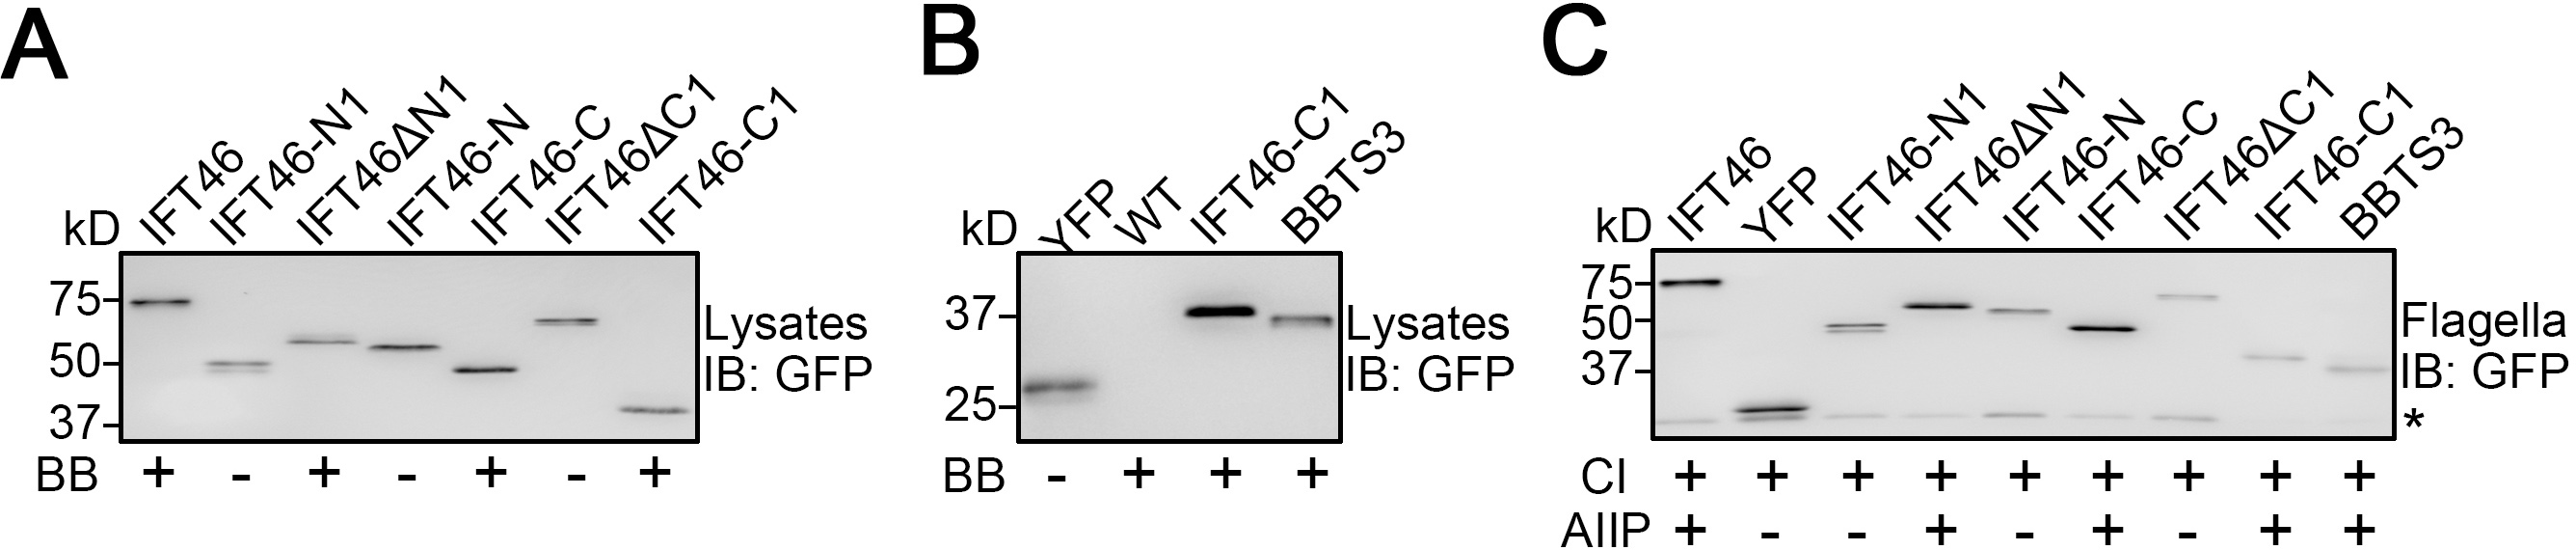 A
kD IFT46 IFT46-N1 IFT46ΔN1 IFT46-N IFT46-C IFT46ΔC1 IFT46-C1
75
50
37
Lysates
IB: GFP
BB + - + - + - +
B
kD YFP WT IFT46-C1 BBTS3
37
25
Lysates
IB: GFP
BB - + + +
C
kD IFT46 YFP IFT46-N1 IFT46ΔN1 IFT46-N IFT46-C IFT46ΔC1 IFT46-C1 BBTS3
75
50
37
Flagella
IB: GFP
*
CI + + + + + + + + +
AIIP + - - + - + - + +